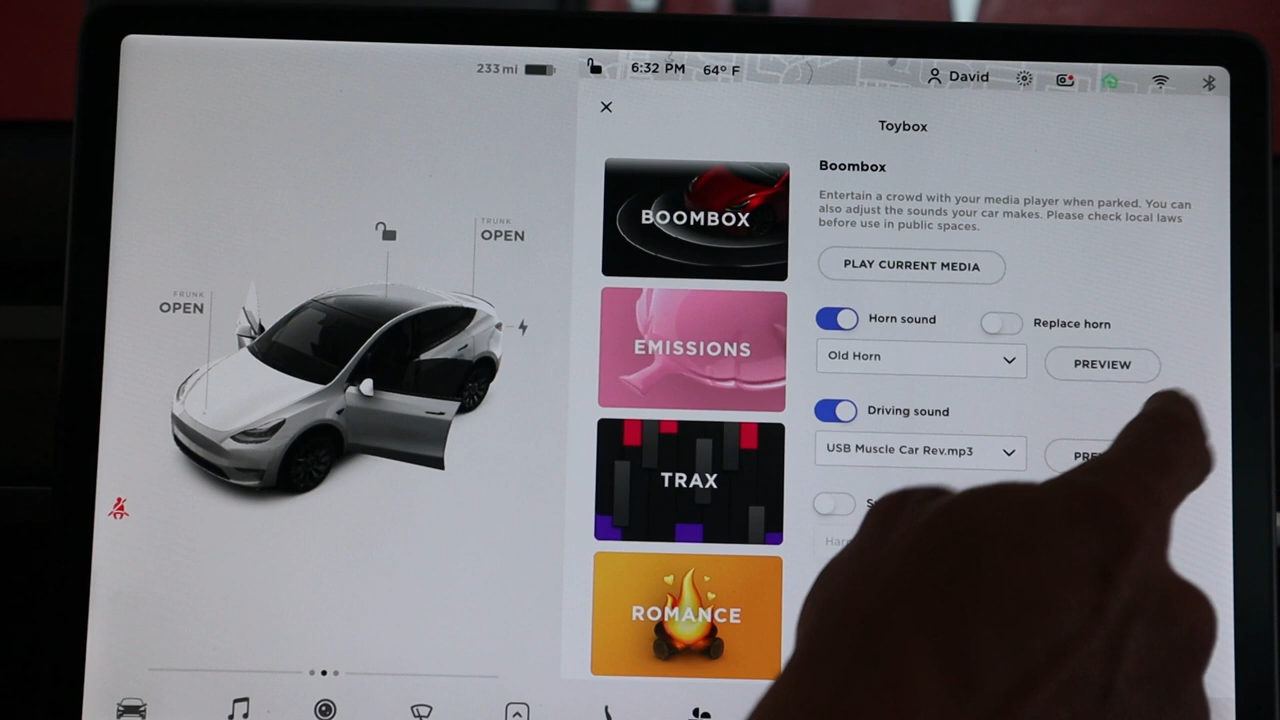 233 mi
6:32 PM 64° F
David
Toybox
TRUNK
OPEN
FRUNK
OPEN
BOOMBOX
EMISSIONS
TRAX
ROMANCE
Boombox
Entertain a crowd with your media player when parked. You can
also adjust the sounds your car makes. Please check local laws
before use in public spaces.
PLAY CURRENT MEDIA
Horn sound
Replace horn
Old Horn
PREVIEW
Driving sound
USB Muscle Car Rev.mp3